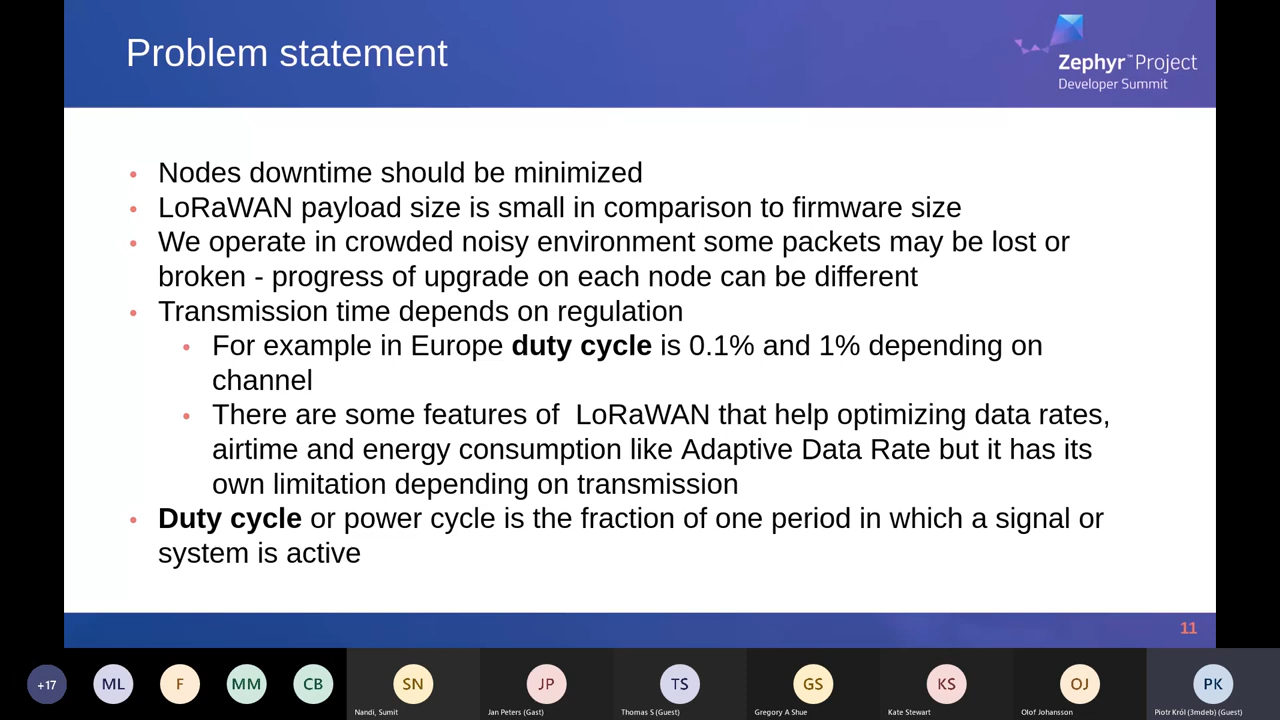 Problem statement
Zephyr™Project
Developer Summit
• Nodes downtime should be minimized
• LoRaWAN payload size is small in comparison to firmware size
• We operate in crowded noisy environment some packets may be lost or
broken - progress of upgrade on each node can be different
• Transmission time depends on regulation
• For example in Europe duty cycle is 0.1% and 1% depending on
channel
• There are some features of  LoRaWAN that help optimizing data rates,
airtime and energy consumption like Adaptive Data Rate but it has its
own limitation depending on transmission
• Duty cycle or power cycle is the fraction of one period in which a signal or
system is active
11
+17
ML
F
MM
CB
SN
Nandi, Sumit
JP
Jan Peters (Gast)
TS
Thomas S (Guest)
GS
Gregory A Shue
KS
Kate Stewart
OJ
Olof Johansson
PK
Piotr Król (3mdeb) (Guest)